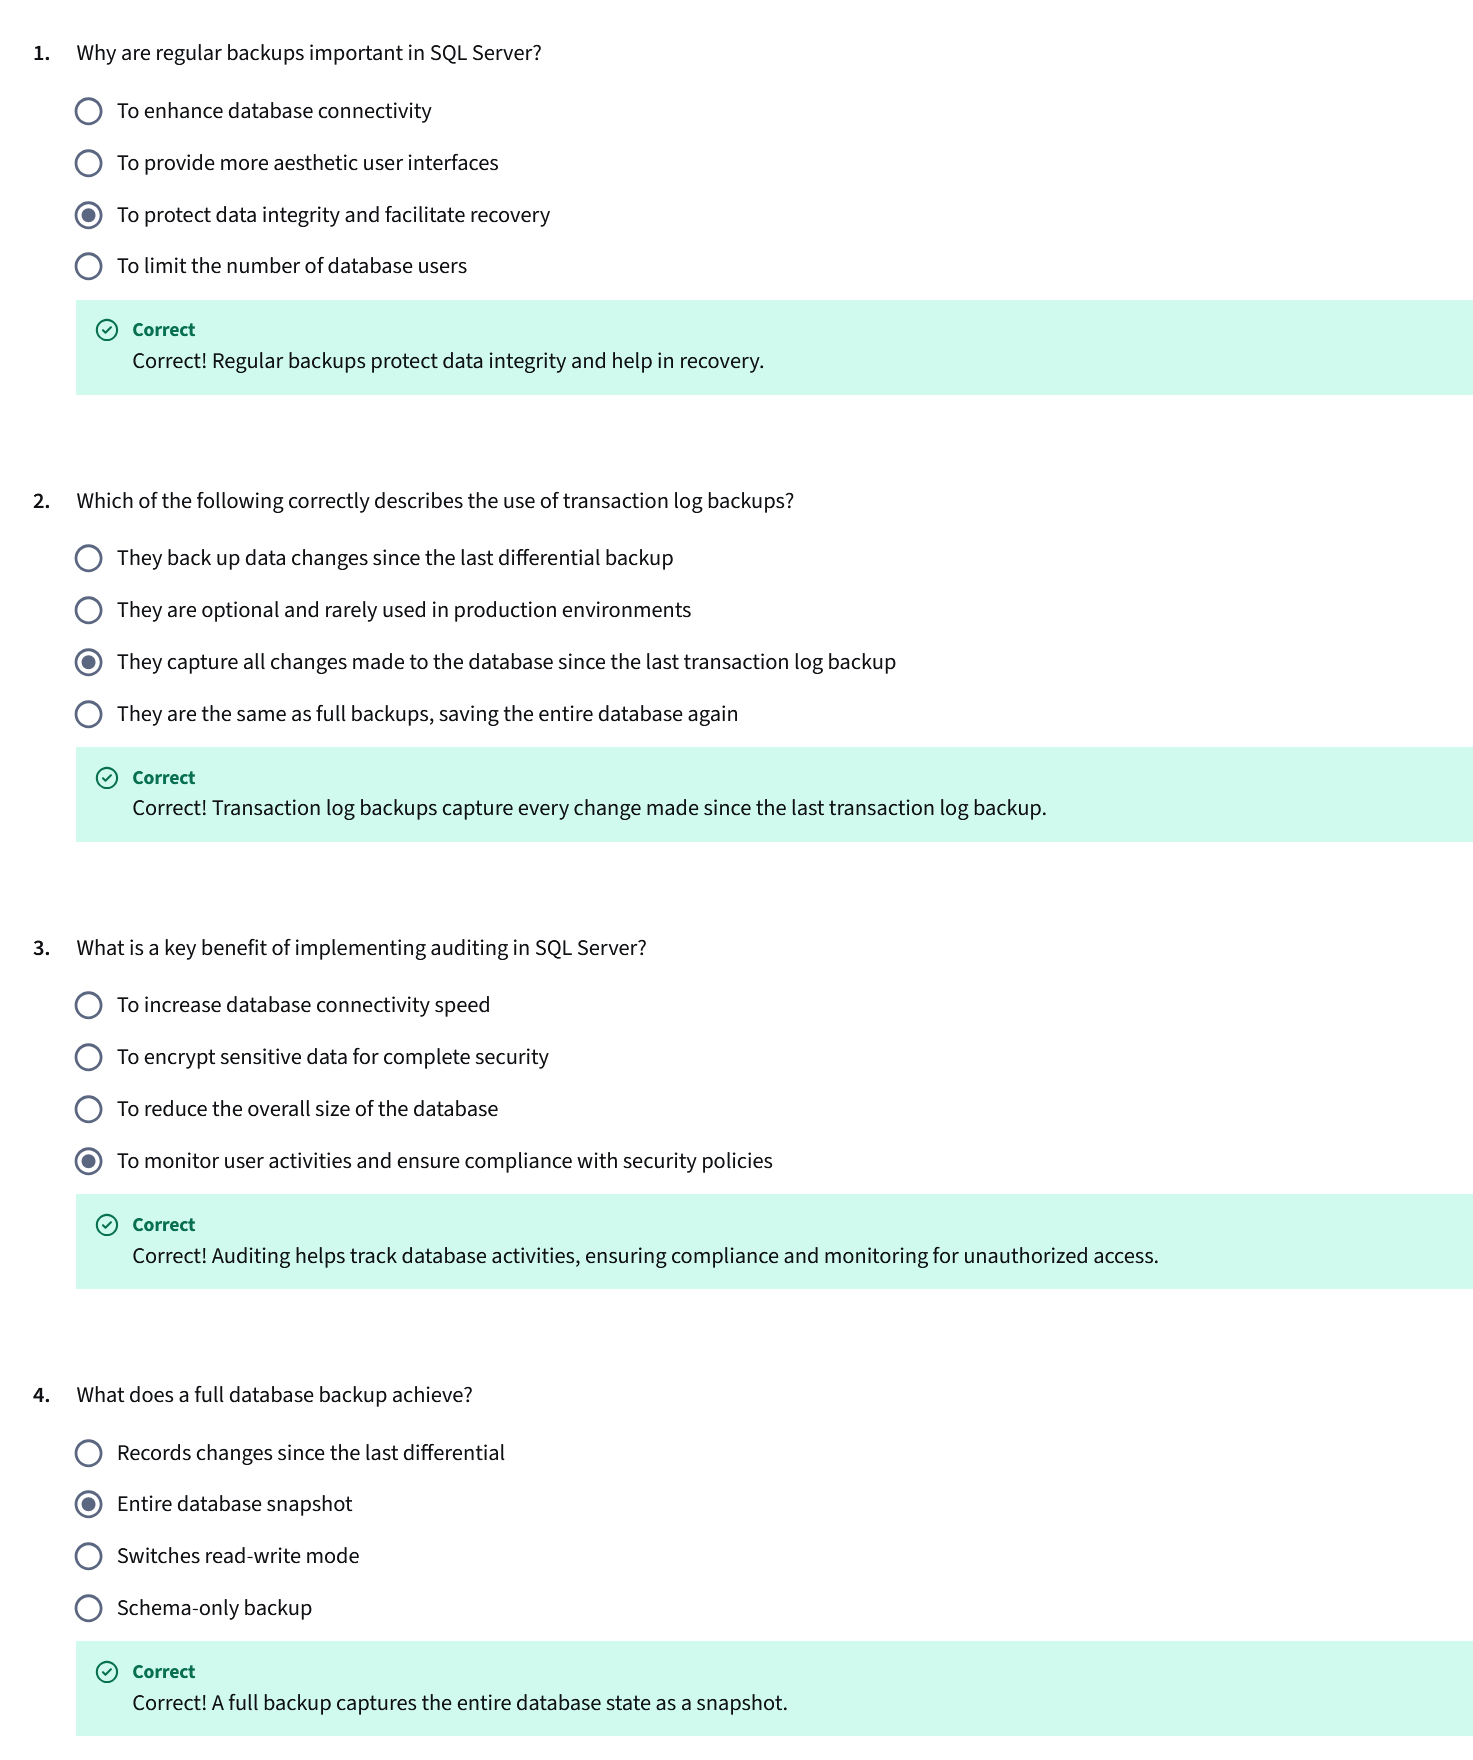 1. Why are regular backups important in SQL Server?
To enhance database connectivity
To provide more aesthetic user interfaces
To protect data integrity and facilitate recovery
To limit the number of database users
Correct
Correct! Regular backups protect data integrity and help in recovery.
2. Which of the following correctly describes the use of transaction log backups?
They back up data changes since the last differential backup
They are optional and rarely used in production environments
They capture all changes made to the database since the last transaction log backup
They are the same as full backups, saving the entire database again
Correct
Correct! Transaction log backups capture every change made since the last transaction log backup.
3. What is a key benefit of implementing auditing in SQL Server?
To increase database connectivity speed
To encrypt sensitive data for complete security
To reduce the overall size of the database
To monitor user activities and ensure compliance with security policies
Correct
Correct! Auditing helps track database activities, ensuring compliance and monitoring for unauthorized access.
4. What does a full database backup achieve?
Records changes since the last differential
Entire database snapshot
Switches read-write mode
Schema-only backup
Correct
Correct! A full backup captures the entire database state as a snapshot.